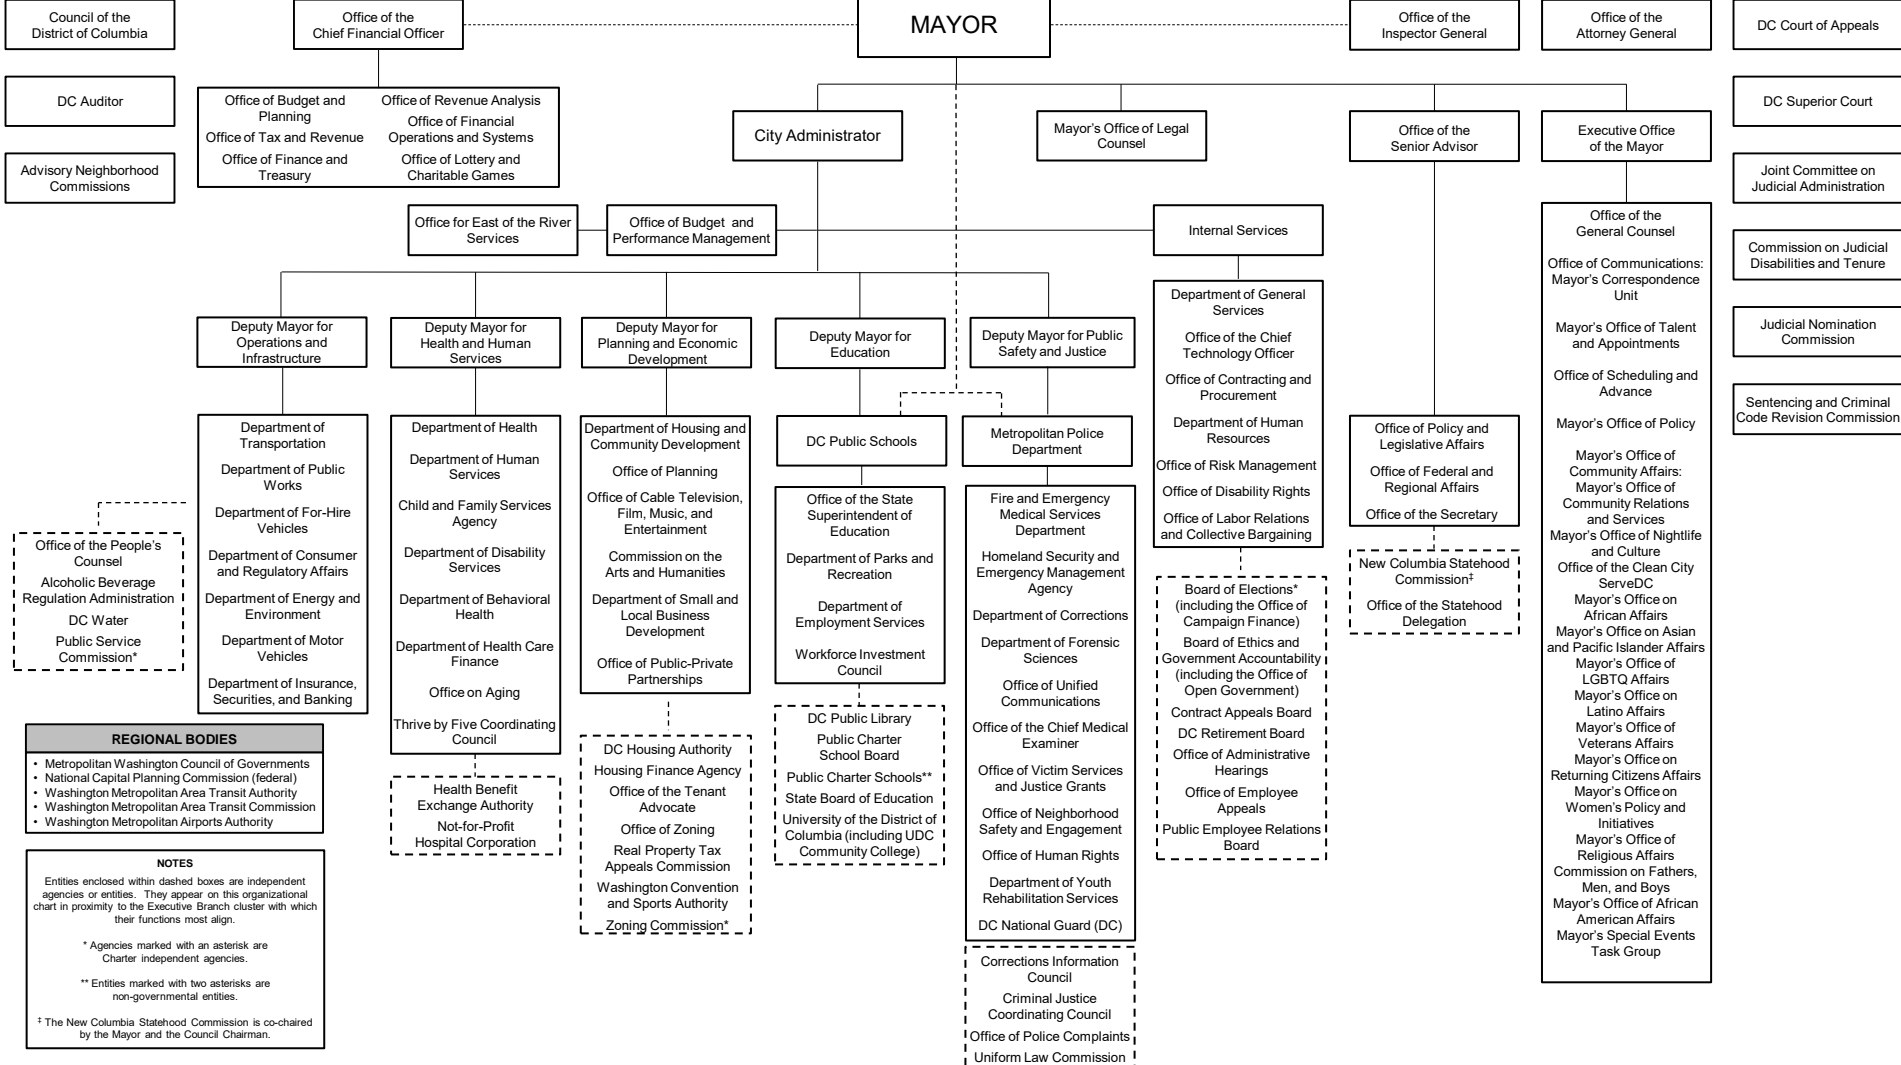 Council of the
District of Columbia
Office of the
Chief Financial Officer
MAYOR
Office of the
Inspector General
Office of the
Attorney General
DC Court of Appeals
DC Auditor
Office of Budget and
Planning
Office of Tax and Revenue
Office of Finance and
Treasury
Office of Revenue Analysis
Office of Financial
Operations and Systems
Office of Lottery and
Charitable Games
City Administrator
Mayor's Office of Legal
Counsel
Office of the
Senior Advisor
Executive Office
of the Mayor
DC Superior Court
Advisory Neighborhood
Commissions
Joint Committee on
Judicial Administration
Office for East of the River
Services
Office of Budget and
Performance Management
Internal Services
Commission on Judicial
Disabilities and Tenure
Judicial Nomination
Commission
Sentencing and Criminal
Code Revision Commission
Deputy Mayor for
Operations and
Infrastructure
Deputy Mayor for
Health and Human
Services
Deputy Mayor for
Planning and Economic
Development
Deputy Mayor for
Education
Deputy Mayor for Public
Safety and Justice
Department of
Transportation
Department of Public
Works
Department of For-Hire
Vehicles
Department of Consumer
and Regulatory Affairs
Department of Energy and
Environment
Department of Motor
Vehicles
Department of Insurance,
Securities, and Banking
Office of the People's
Counsel
Alcoholic Beverage
Regulation Administration
DC Water
Public Service
Commission*
Department of Health
Department of Human
Services
Child and Family Services
Agency
Department of Disability
Services
Department of Behavioral
Health
Department of Health Care
Finance
Office on Aging
Thrive by Five Coordinating
Council
Health Benefit
Exchange Authority
Not-for-Profit
Hospital Corporation
Department of Housing and
Community Development
Office of Planning
Office of Cable Television,
Film, Music, and
Entertainment
Commission on the
Arts and Humanities
Department of Small and
Local Business
Development
Office of Public-Private
Partnerships
DC Housing Authority
Housing Finance Agency
Office of the Tenant
Advocate
Office of Zoning
Real Property Tax
Appeals Commission
Washington Convention
and Sports Authority
Zoning Commission*
DC Public Schools
Office of the State
Superintendent of
Education
Department of Parks and
Recreation
Department of
Employment Services
Workforce Investment
Council
DC Public Library
Public Charter
School Board
Public Charter Schools**
State Board of Education
University of the District of
Columbia (including UDC
Community College)
Metropolitan Police
Department
Fire and Emergency
Medical Services
Department
Homeland Security and
Emergency Management
Agency
Department of Corrections
Department of Forensic
Sciences
Office of Unified
Communications
Office of the Chief Medical
Examiner
Office of Victim Services
and Justice Grants
Office of Neighborhood
Safety and Engagement
Office of Human Rights
Department of Youth
Rehabilitation Services
DC National Guard (DC)
Corrections Information
Council
Criminal Justice
Coordinating Council
Office of Police Complaints
Uniform Law Commission
Department of General
Services
Office of the Chief
Technology Officer
Office of Contracting and
Procurement
Department of Human
Resources
Office of Risk Management
Office of Disability Rights
Office of Labor Relations
and Collective Bargaining
Board of Elections*
(including the Office of
Campaign Finance)
Board of Ethics and
Government Accountability
(including the Office of
Open Government)
Contract Appeals Board
DC Retirement Board
Office of Administrative
Hearings
Office of Employee
Appeals
Public Employee Relations
Board
Office of Policy and
Legislative Affairs
Office of Federal and
Regional Affairs
Office of the Secretary
New Columbia Statehood
Commission‡
Office of the Statehood
Delegation
Office of the
General Counsel
Office of Communications:
Mayor's Correspondence
Unit
Mayor's Office of Talent
and Appointments
Office of Scheduling and
Advance
Mayor's Office of Policy
Mayor's Office of
Community Affairs:
Mayor's Office of
Community Relations
and Services
Mayor's Office of Nightlife
and Culture
Office of the Clean City
ServeDC
Mayor's Office on
African Affairs
Mayor's Office on Asian
and Pacific Islander Affairs
Mayor's Office of
LGBTQ Affairs
Mayor's Office on
Latino Affairs
Mayor's Office of
Veterans Affairs
Mayor's Office on
Returning Citizens Affairs
Mayor's Office on
Women's Policy and
Initiatives
Mayor's Office of
Religious Affairs
Commission on Fathers,
Men, and Boys
Mayor's Office of African
American Affairs
Mayor's Special Events
Task Group
REGIONAL BODIES
• Metropolitan Washington Council of Governments
• National Capital Planning Commission (federal)
• Washington Metropolitan Area Transit Authority
• Washington Metropolitan Area Transit Commission
• Washington Metropolitan Airports Authority
NOTES
Entities enclosed within dashed boxes are independent
agencies or entities. They appear on this organizational
chart in proximity to the Executive Branch cluster with which
their functions most align.
* Agencies marked with an asterisk are
Charter independent agencies.
** Entities marked with two asterisks are
non-governmental entities.
‡ The New Columbia Statehood Commission is co-chaired
by the Mayor and the Council Chairman.